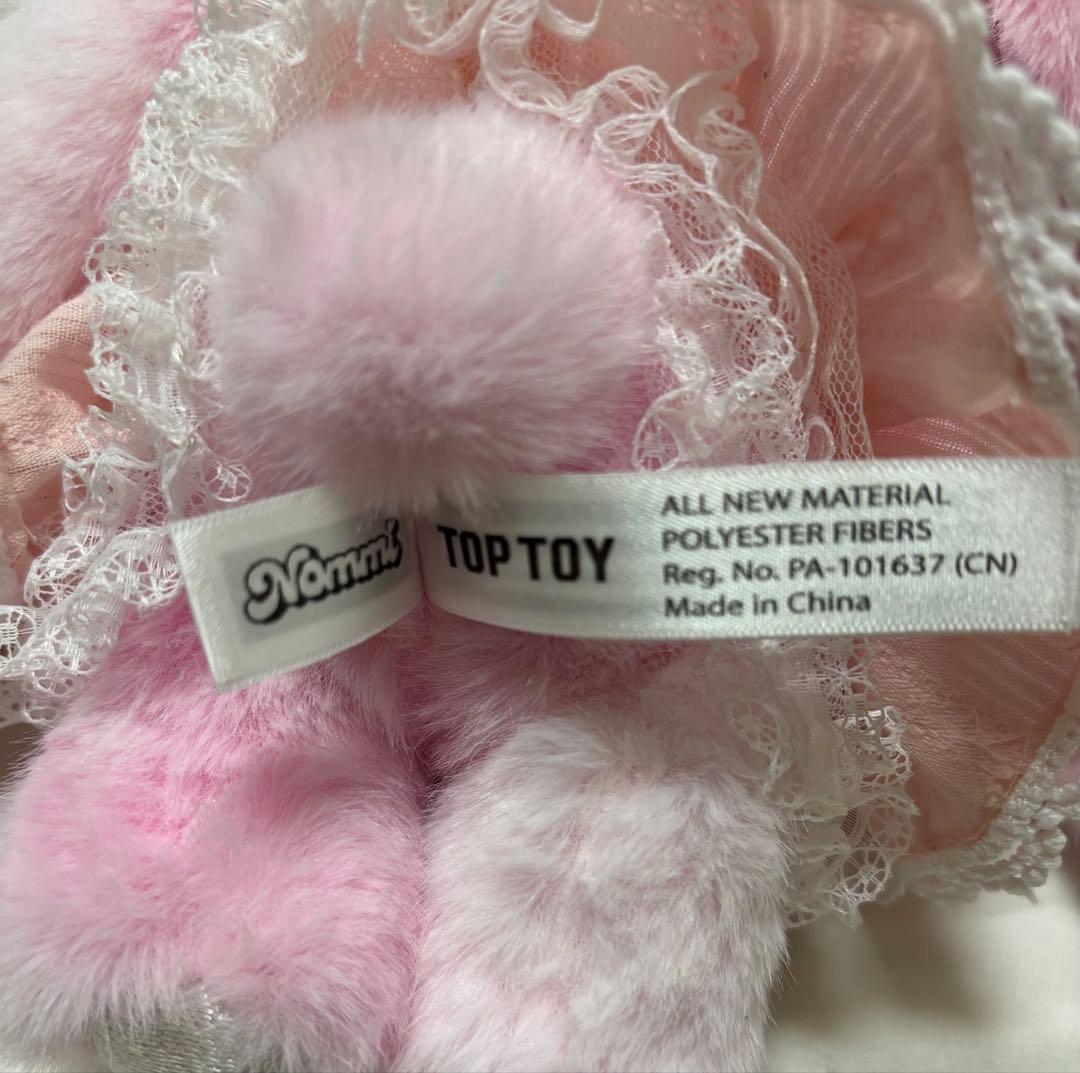 Nommi
TOP TOY
ALL NEW MATERIAL
POLYESTER FIBERS
Reg. No. PA-101637 (CN)
Made in China